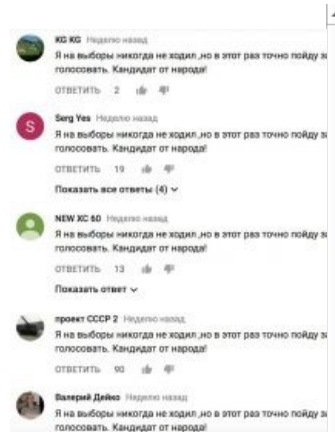 KG KG Неделю назад
Я на выборы никогда не ходил ,но в этот раз точно пойду за
голосовать. Кандидат от народа!
ОТВЕТИТЬ 2
S
Serg Yes Неделю назад
Я на выборы никогда не ходил ,но в этот раз точно пойду за
голосовать. Кандидат от народа!
ОТВЕТИТЬ 19
Показать все ответы (4)
NEW XC 60 Неделю назад
Я на выборы никогда не ходил ,но в этот раз точно пойду за
голосовать. Кандидат от народа!
ОТВЕТИТЬ 13
Показать ответ
проект СССР 2 Неделю назад
Я на выборы никогда не ходил ,но в этот раз точно пойду за
голосовать. Кандидат от народа!
ОТВЕТИТЬ 90
Валерий Дейко Неделю назад
Я на выборы никогда не ходил ,но в этот раз точно пойду за
голосовать. Кандидат от народа!